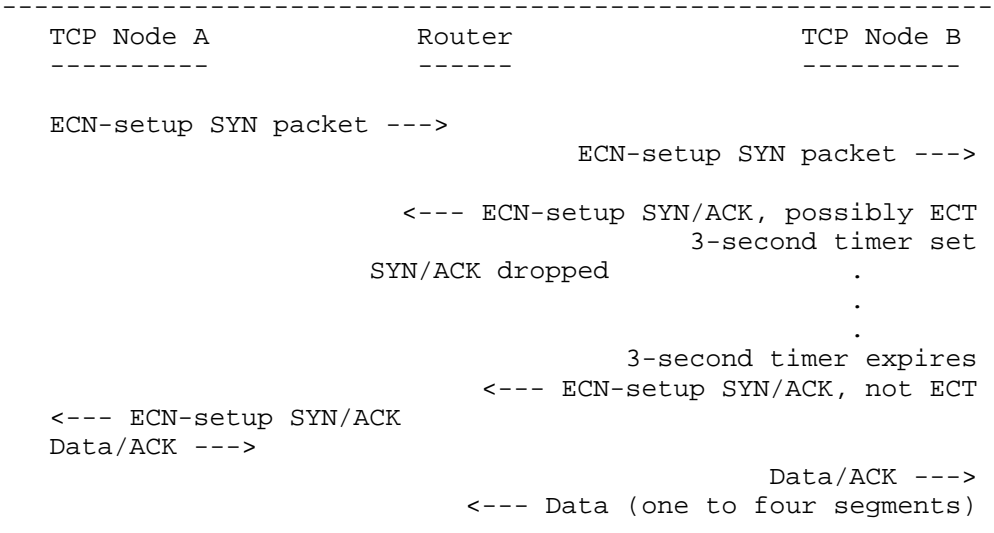 ---------------------------------------------------------------
TCP Node A Router TCP Node B
---------- ------ ----------
ECN-setup SYN packet --->
ECN-setup SYN packet --->
<--- ECN-setup SYN/ACK, possibly ECT
3-second timer set
SYN/ACK dropped .
.
.
3-second timer expires
<--- ECN-setup SYN/ACK, not ECT
<--- ECN-setup SYN/ACK
Data/ACK --->
Data/ACK --->
<--- Data (one to four segments)